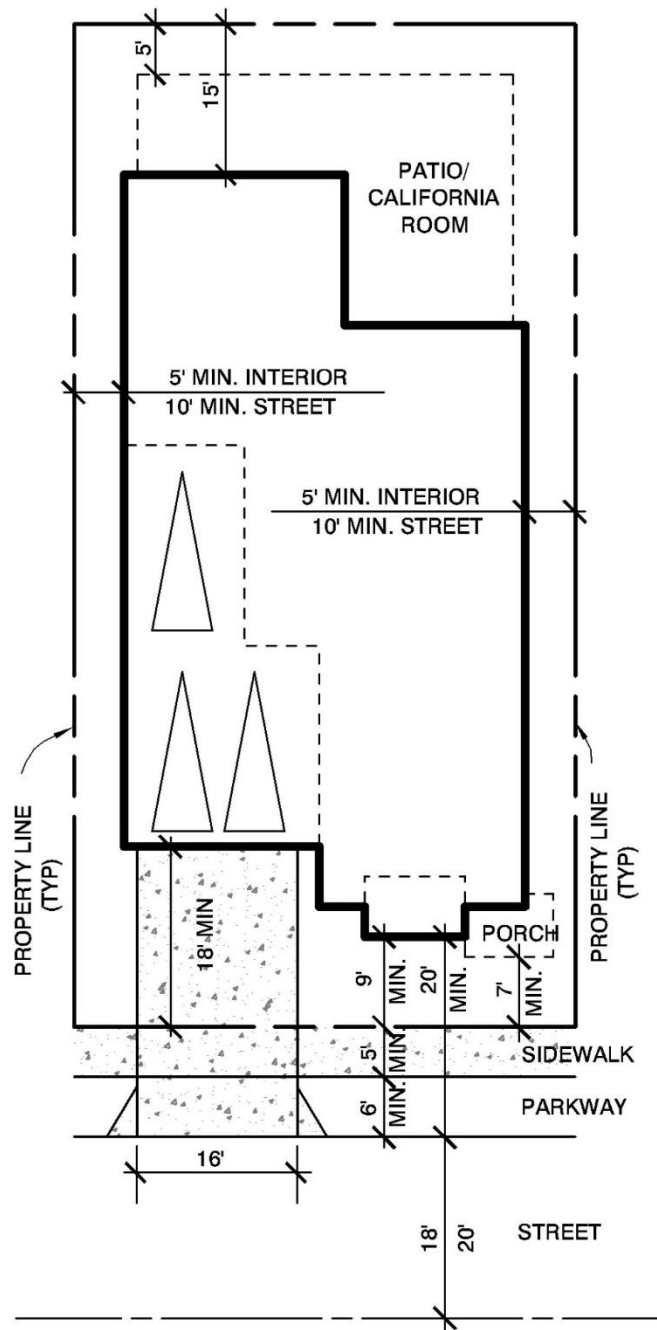 5'
15'
PATIO/
CALIFORNIA
ROOM
5' MIN. INTERIOR
10' MIN. STREET
5' MIN. INTERIOR
10' MIN. STREET
PROPERTY LINE
(TYP)
PROPERTY LINE
(TYP)
18' MIN
9'
MIN.
20'
MIN.
PORCH
7'
MIN.
5'
MIN
SIDEWALK
6'
MIN.
PARKWAY
16'
18'
20'
STREET